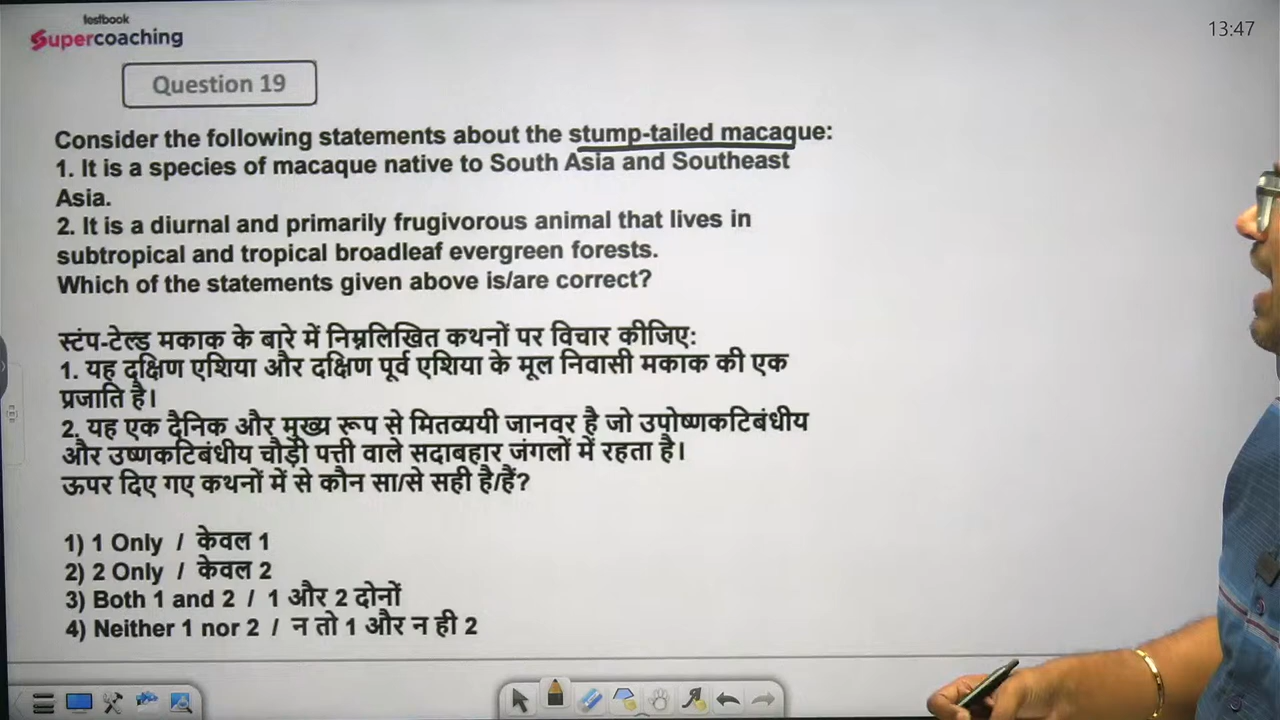 testbook
Supercoaching
13:47
Question 19
Consider the following statements about the stump-tailed macaque:
1. It is a species of macaque native to South Asia and Southeast
Asia.
2. It is a diurnal and primarily frugivorous animal that lives in
subtropical and tropical broadleaf evergreen forests.
Which of the statements given above is/are correct?
स्टंप-टेल्ड मकाक के बारे में निम्नलिखित कथनों पर विचार कीजिए:
1. यह दक्षिण एशिया और दक्षिण पूर्व एशिया के मूल निवासी मकाक की एक
प्रजाति है।
2. यह एक दैनिक और मुख्य रूप से मितव्ययी जानवर है जो उपोष्णकटिबंधीय
और उष्णकटिबंधीय चौड़ी पत्ती वाले सदाबहार जंगलों में रहता है।
ऊपर दिए गए कथनों में से कौन सा/से सही है/हैं?
1) 1 Only / केवल 1
2) 2 Only / केवल 2
3) Both 1 and 2 / 1 और 2 दोनों
4) Neither 1 nor 2 / न तो 1 और न ही 2